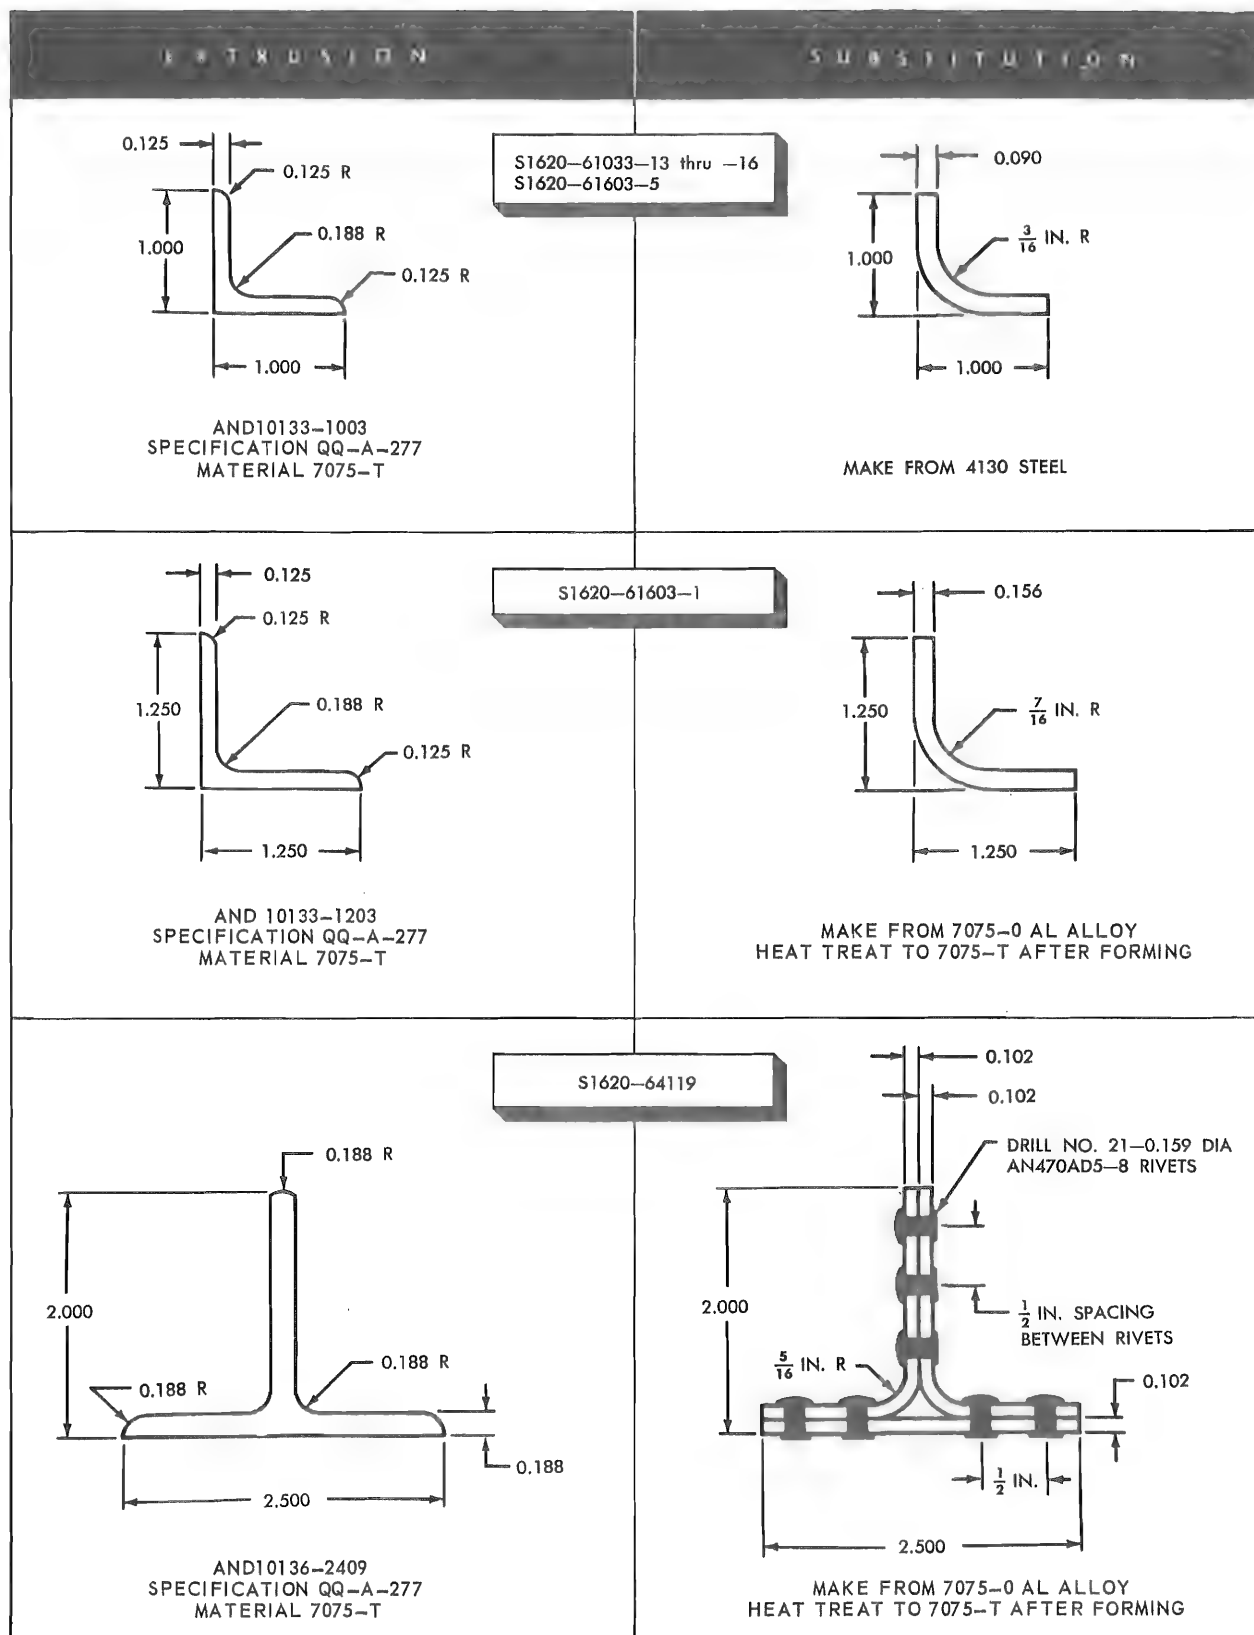 EXTRUSION
SUBSTITUTION
S1620-61033-13 thru -16
S1620-61603-5
0.125
0.125 R
0.188 R
1.000
0.125 R
1.000
AND10133-1003
SPECIFICATION QQ-A-277
MATERIAL 7075-T
0.090
3/16 IN. R
1.000
1.000
MAKE FROM 4130 STEEL
S1620-61603-1
0.125
0.125 R
0.188 R
1.250
0.125 R
1.250
AND 10133-1203
SPECIFICATION QQ-A-277
MATERIAL 7075-T
0.156
7/16 IN. R
1.250
1.250
MAKE FROM 7075-0 AL ALLOY
HEAT TREAT TO 7075-T AFTER FORMING
S1620-64119
0.188 R
2.000
0.188 R
0.188 R
0.188
2.500
AND10136-2409
SPECIFICATION QQ-A-277
MATERIAL 7075-T
0.102
0.102
DRILL NO. 21-0.159 DIA
AN470AD5-8 RIVETS
2.000
1/2 IN. SPACING
BETWEEN RIVETS
5/16 IN. R
0.102
1/2 IN.
2.500
MAKE FROM 7075-0 AL ALLOY
HEAT TREAT TO 7075-T AFTER FORMING